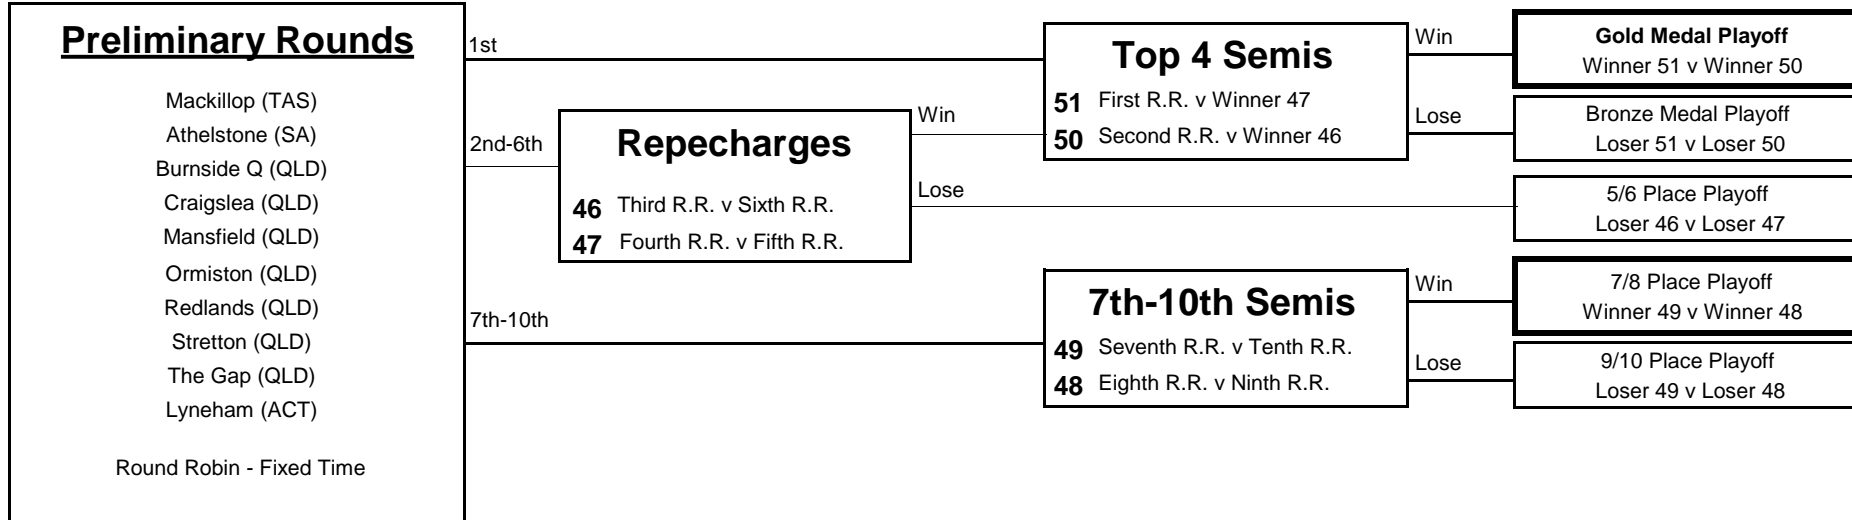 Preliminary Rounds
Mackillop (TAS)
Athelstone (SA)
Burnside Q (QLD)
Craigslea (QLD)
Mansfield (QLD)
Ormiston (QLD)
Redlands (QLD)
Stretton (QLD)
The Gap (QLD)
Lyneham (ACT)
Round Robin - Fixed Time
1st
2nd-6th
7th-10th
Repecharges
46 Third R.R. v Sixth R.R.
47 Fourth R.R. v Fifth R.R.
Win
Lose
Top 4 Semis
51 First R.R. v Winner 47
50 Second R.R. v Winner 46
Win
Lose
7th-10th Semis
49 Seventh R.R. v Tenth R.R.
48 Eighth R.R. v Ninth R.R.
Win
Lose
Gold Medal Playoff
Winner 51 v Winner 50
Bronze Medal Playoff
Loser 51 v Loser 50
5/6 Place Playoff
Loser 46 v Loser 47
7/8 Place Playoff
Winner 49 v Winner 48
9/10 Place Playoff
Loser 49 v Loser 48